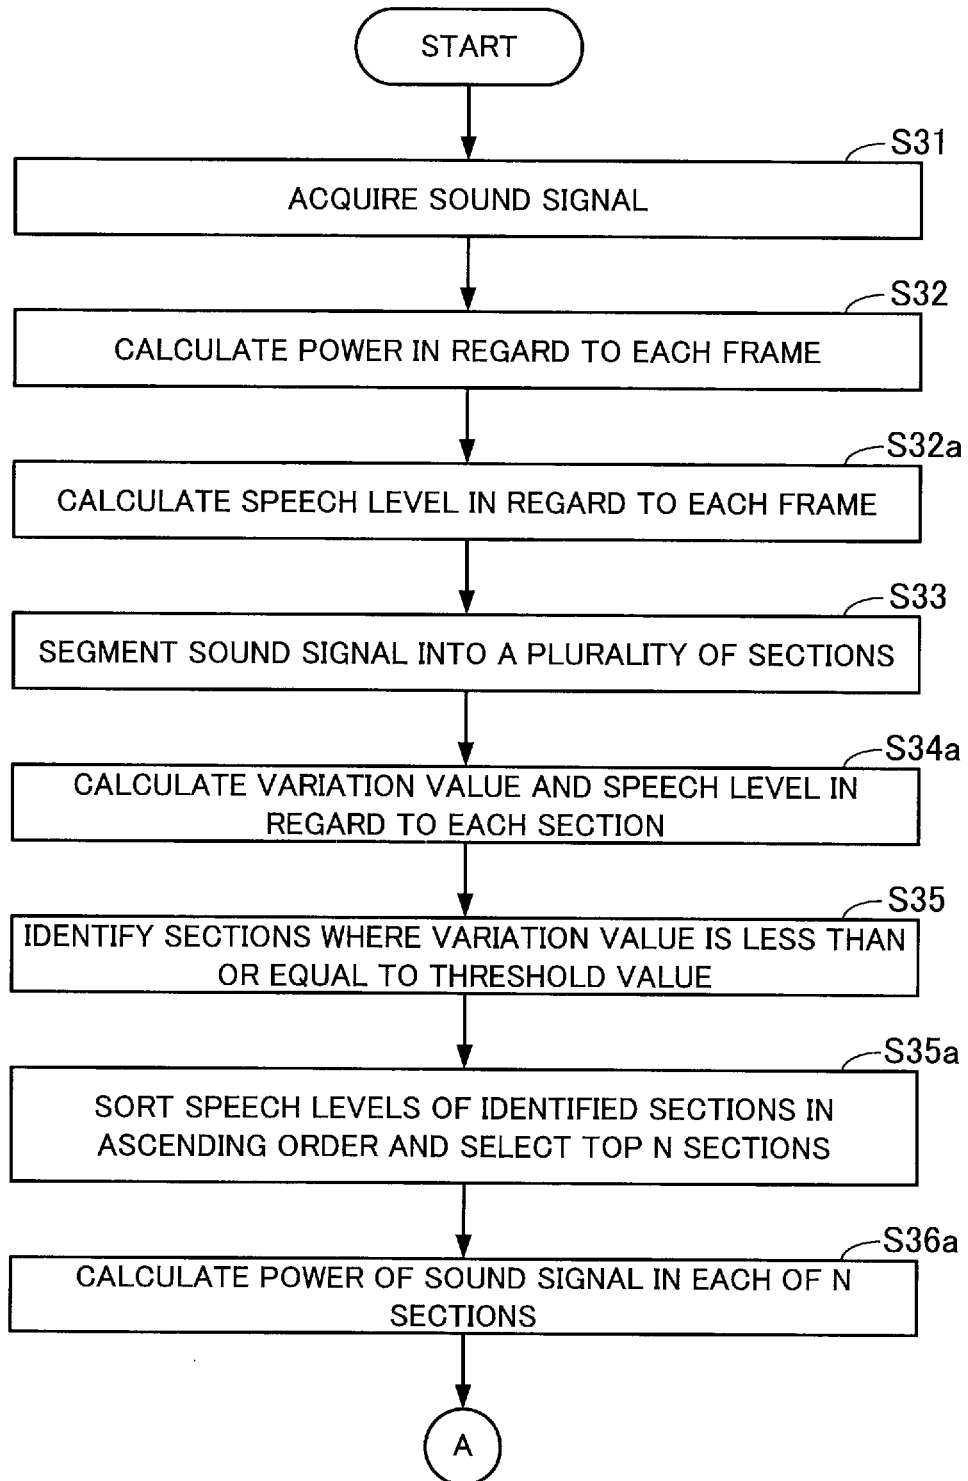 START
S31
ACQUIRE SOUND SIGNAL
S32
CALCULATE POWER IN REGARD TO EACH FRAME
S32a
CALCULATE SPEECH LEVEL IN REGARD TO EACH FRAME
S33
SEGMENT SOUND SIGNAL INTO A PLURALITY OF SECTIONS
S34a
CALCULATE VARIATION VALUE AND SPEECH LEVEL IN
REGARD TO EACH SECTION
S35
IDENTIFY SECTIONS WHERE VARIATION VALUE IS LESS THAN
OR EQUAL TO THRESHOLD VALUE
S35a
SORT SPEECH LEVELS OF IDENTIFIED SECTIONS IN
ASCENDING ORDER AND SELECT TOP N SECTIONS
S36a
CALCULATE POWER OF SOUND SIGNAL IN EACH OF N
SECTIONS
A